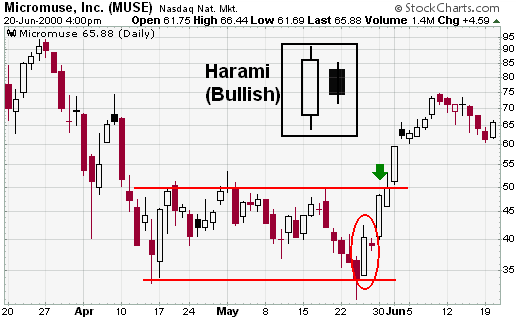 Micromuse, Inc. (MUSE) Nasdaq Nat. Mkt. © StockCharts.com
20-Jun-2000 4:00pm Open 61.75 High 66.44 Low 61.69 Last 65.88 Volume 1.4M Chg +4.59
Micromuse 65.88 (Daily)
Harami
(Bullish)
95
90
85
80
75
70
65
60
55
50
45
40
35
30
20 27 Apr 10 17 24 May 8 15 22 30 Jun 5 12 19